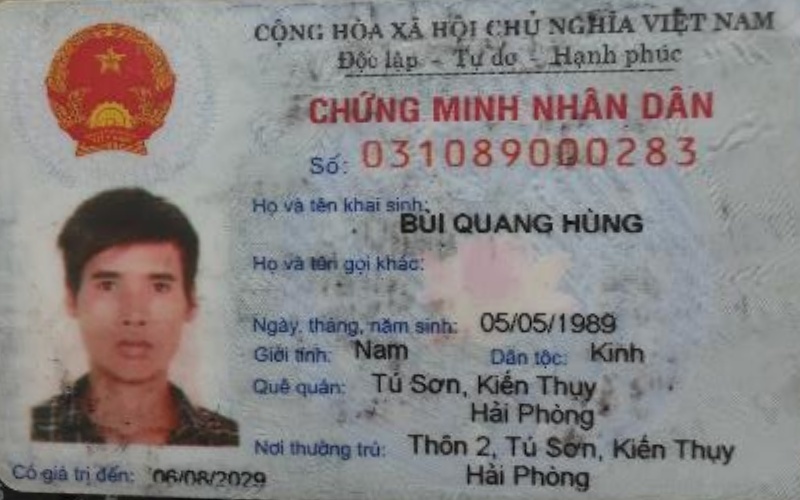 CỘNG HÒA XÃ HỘI CHỦ NGHĨA VIỆT NAM
Độc lập - Tự do - Hạnh phúc
CHỨNG MINH NHÂN DÂN
Số: 031089000283
Họ và tên khai sinh:
BÙI QUANG HÙNG
Họ và tên gọi khác:
Ngày, tháng, năm sinh: 05/05/1989
Giới tính: Nam Dân tộc: Kinh
Quê quán: Tú Sơn, Kiến Thụy
Hải Phòng
Nơi thường trú: Thôn 2, Tú Sơn, Kiến Thụy
Hải Phòng
Có giá trị đến: 06/08/2029